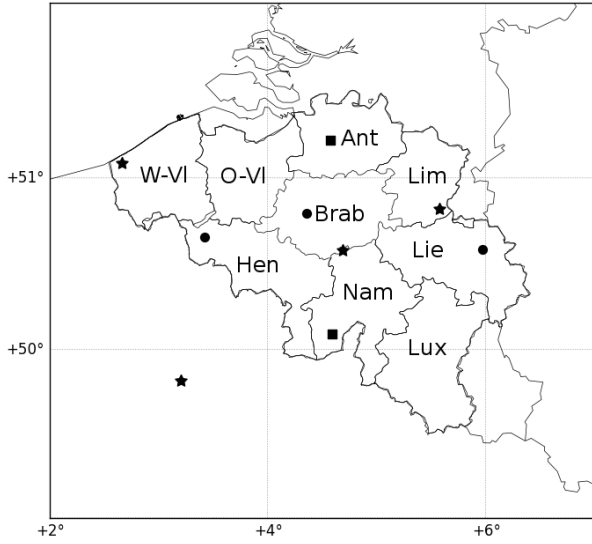 Ant
+51°
W-Vl O-Vl Lim
Brab
Lie
Hen
Nam
+50° Lux
+2° +4° +6°